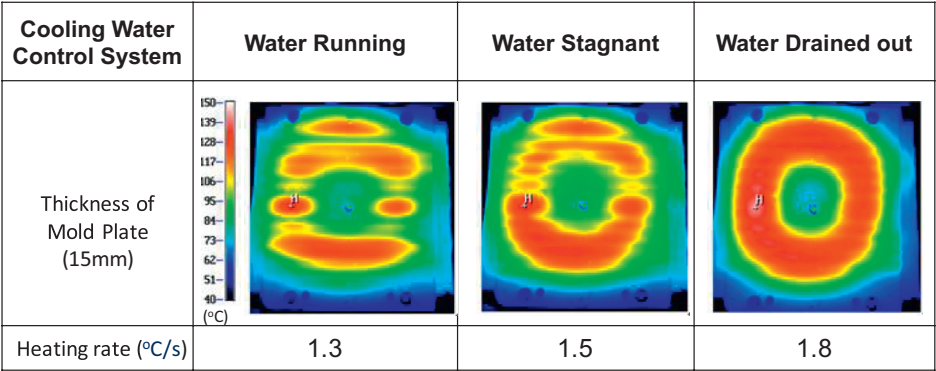 Cooling Water
Control System
Water Running
Water Stagnant
Water Drained out
Thickness of
Mold Plate
(15mm)
150
139
128
117
106
95
84
73
62
51
40
(°C)
H
C
H
C
H
C
Heating rate (°C/s)
1.3
1.5
1.8